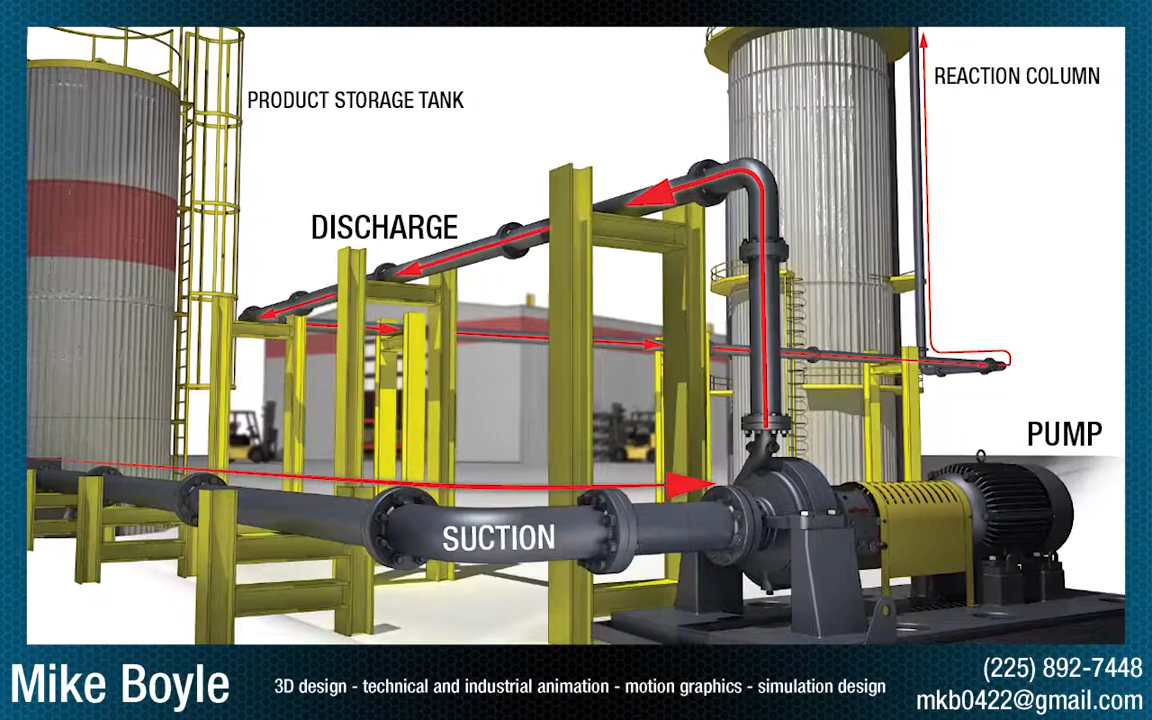 PRODUCT STORAGE TANK
REACTION COLUMN
DISCHARGE
PUMP
SUCTION
Mike Boyle
3D design - technical and industrial animation - motion graphics - simulation design
(225) 892-7448
mkb0422@gmail.com